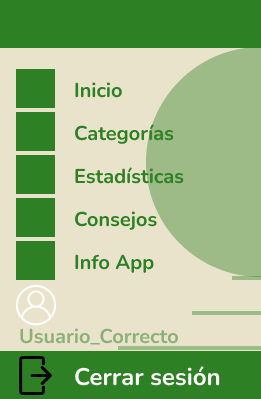 Inicio
Categorías
Estadísticas
Consejos
Info App
Usuario_Correcto
Cerrar sesión